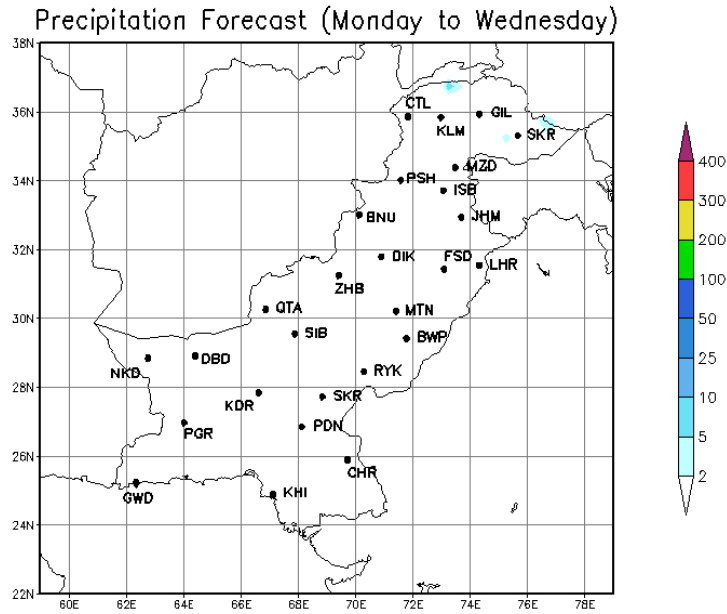 Precipitation Forecast (Monday to Wednesday)
38N
36N
34N
32N
30N
28N
26N
24N
22N
CTL
KLM
GIL
SKR
MZD
PSH
ISB
BNU
JHM
DIK
FSD
LHR
ZHB
QTA
MTN
SIB
BWP
NKD
DBD
RYK
KDR
SKR
PGR
PDN
CHR
GWD
KHI
60E 62E 64E 66E 68E 70E 72E 74E 76E 78E
400
300
200
100
50
25
10
5
2